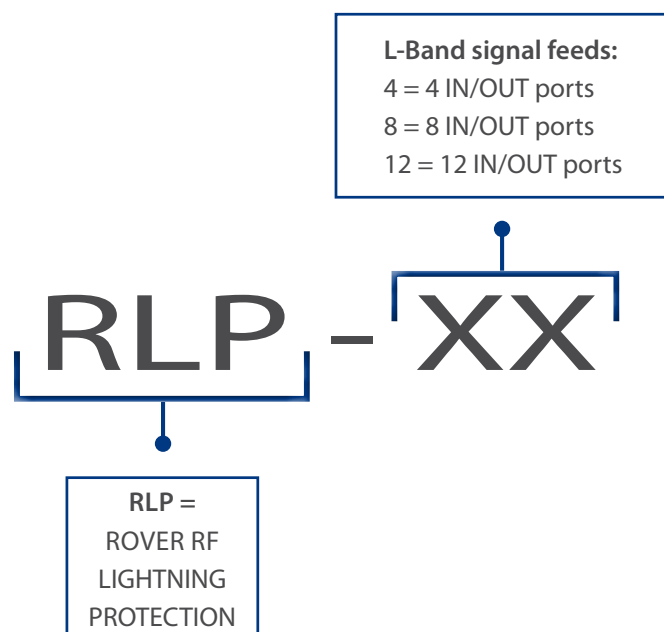 L-Band signal feeds:
4 = 4 IN/OUT ports
8 = 8 IN/OUT ports
12 = 12 IN/OUT ports
RLP - XX
RLP =
ROVER RF
LIGHTNING
PROTECTION